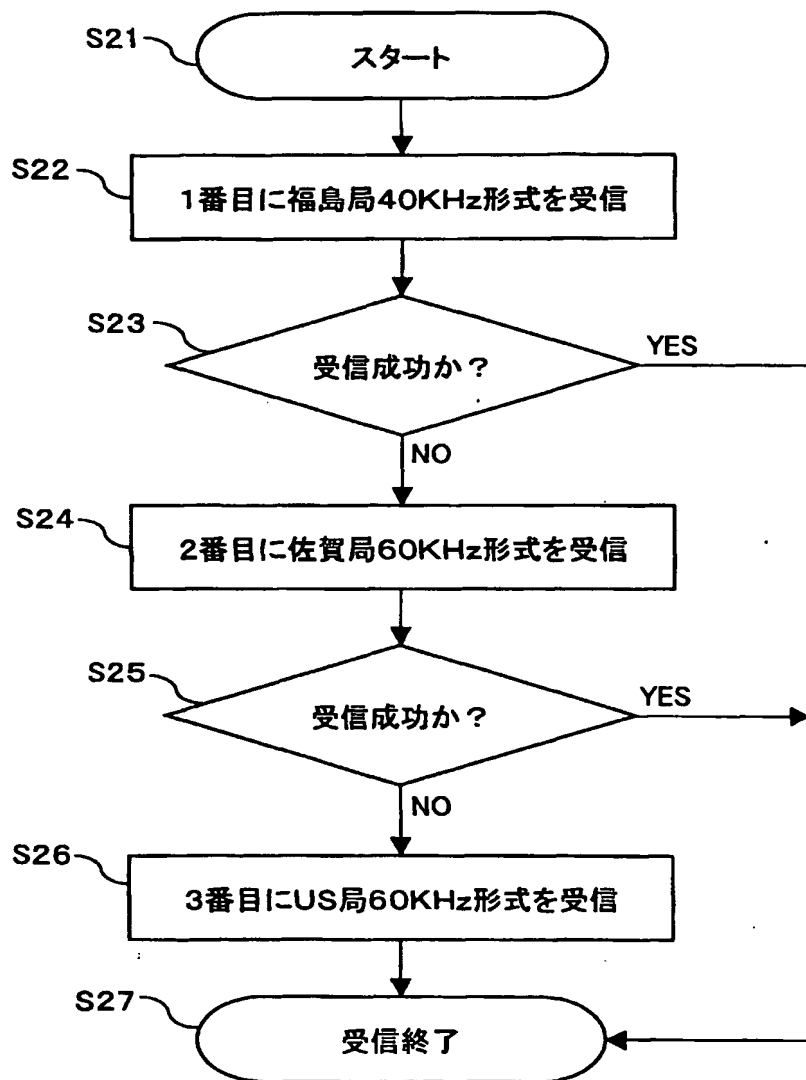 S21
スタート
S22
1番目に福島局40KHz形式を受信
S23
受信成功か？
YES
NO
S24
2番目に佐賀局60KHz形式を受信
S25
受信成功か？
YES
NO
S26
3番目にUS局60KHz形式を受信
S27
受信終了